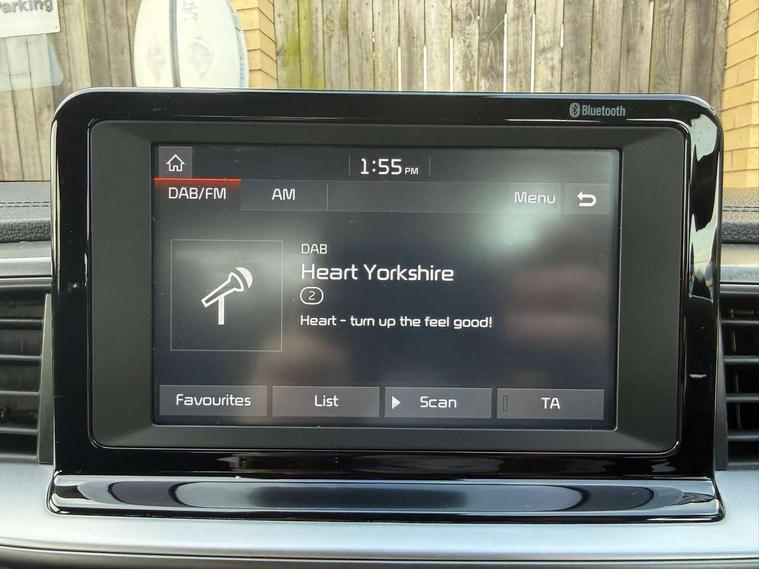 Parking
Bluetooth
1:55 PM
DAB/FM
AM
Menu
DAB
Heart Yorkshire
2
Heart - turn up the feel good!
Favourites
List
Scan
TA